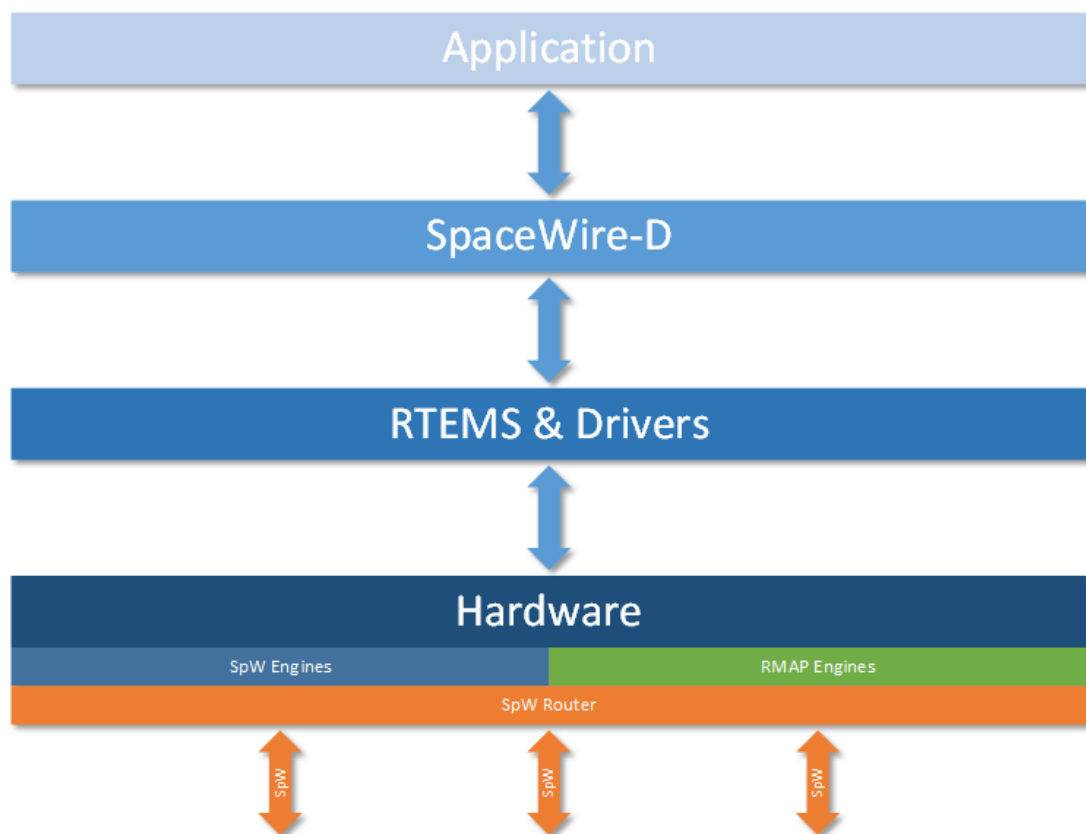 Application
SpaceWire-D
RTEMS & Drivers
Hardware
SpW Engines
RMAP Engines
SpW Router
SpW
SpW
SpW